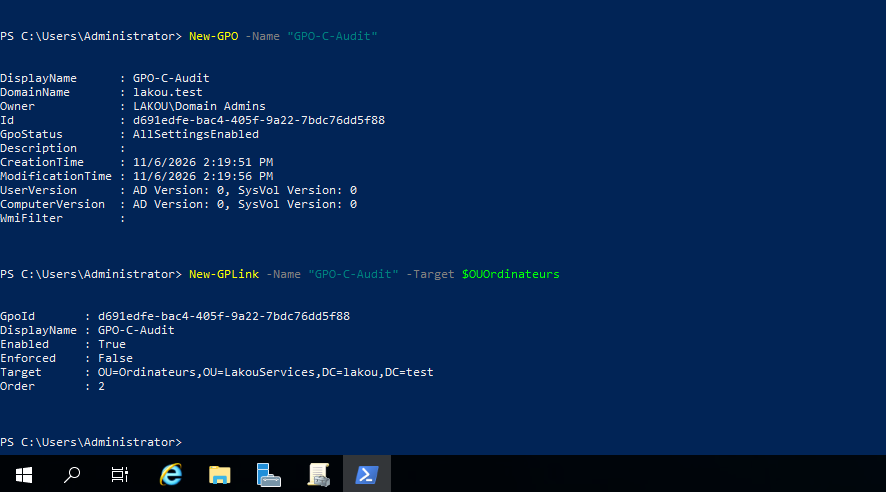 PS C:\Users\Administrator> New-GPO -Name "GPO-C-Audit"
DisplayName      : GPO-C-Audit
DomainName       : lakou.test
Owner            : LAKOU\Domain Admins
Id               : d691edfe-bac4-405f-9a22-7bdc76dd5f88
GpoStatus        : AllSettingsEnabled
Description      :
CreationTime     : 11/6/2026 2:19:51 PM
ModificationTime : 11/6/2026 2:19:56 PM
UserVersion      : AD Version: 0, SysVol Version: 0
ComputerVersion  : AD Version: 0, SysVol Version: 0
WmiFilter        :
PS C:\Users\Administrator> New-GPLink -Name "GPO-C-Audit" -Target $OUOrdinateurs
GpoId       : d691edfe-bac4-405f-9a22-7bdc76dd5f88
DisplayName : GPO-C-Audit
Enabled     : True
Enforced    : False
Target      : OU=Ordinateurs,OU=LakouServices,DC=lakou,DC=test
Order       : 2
PS C:\Users\Administrator>